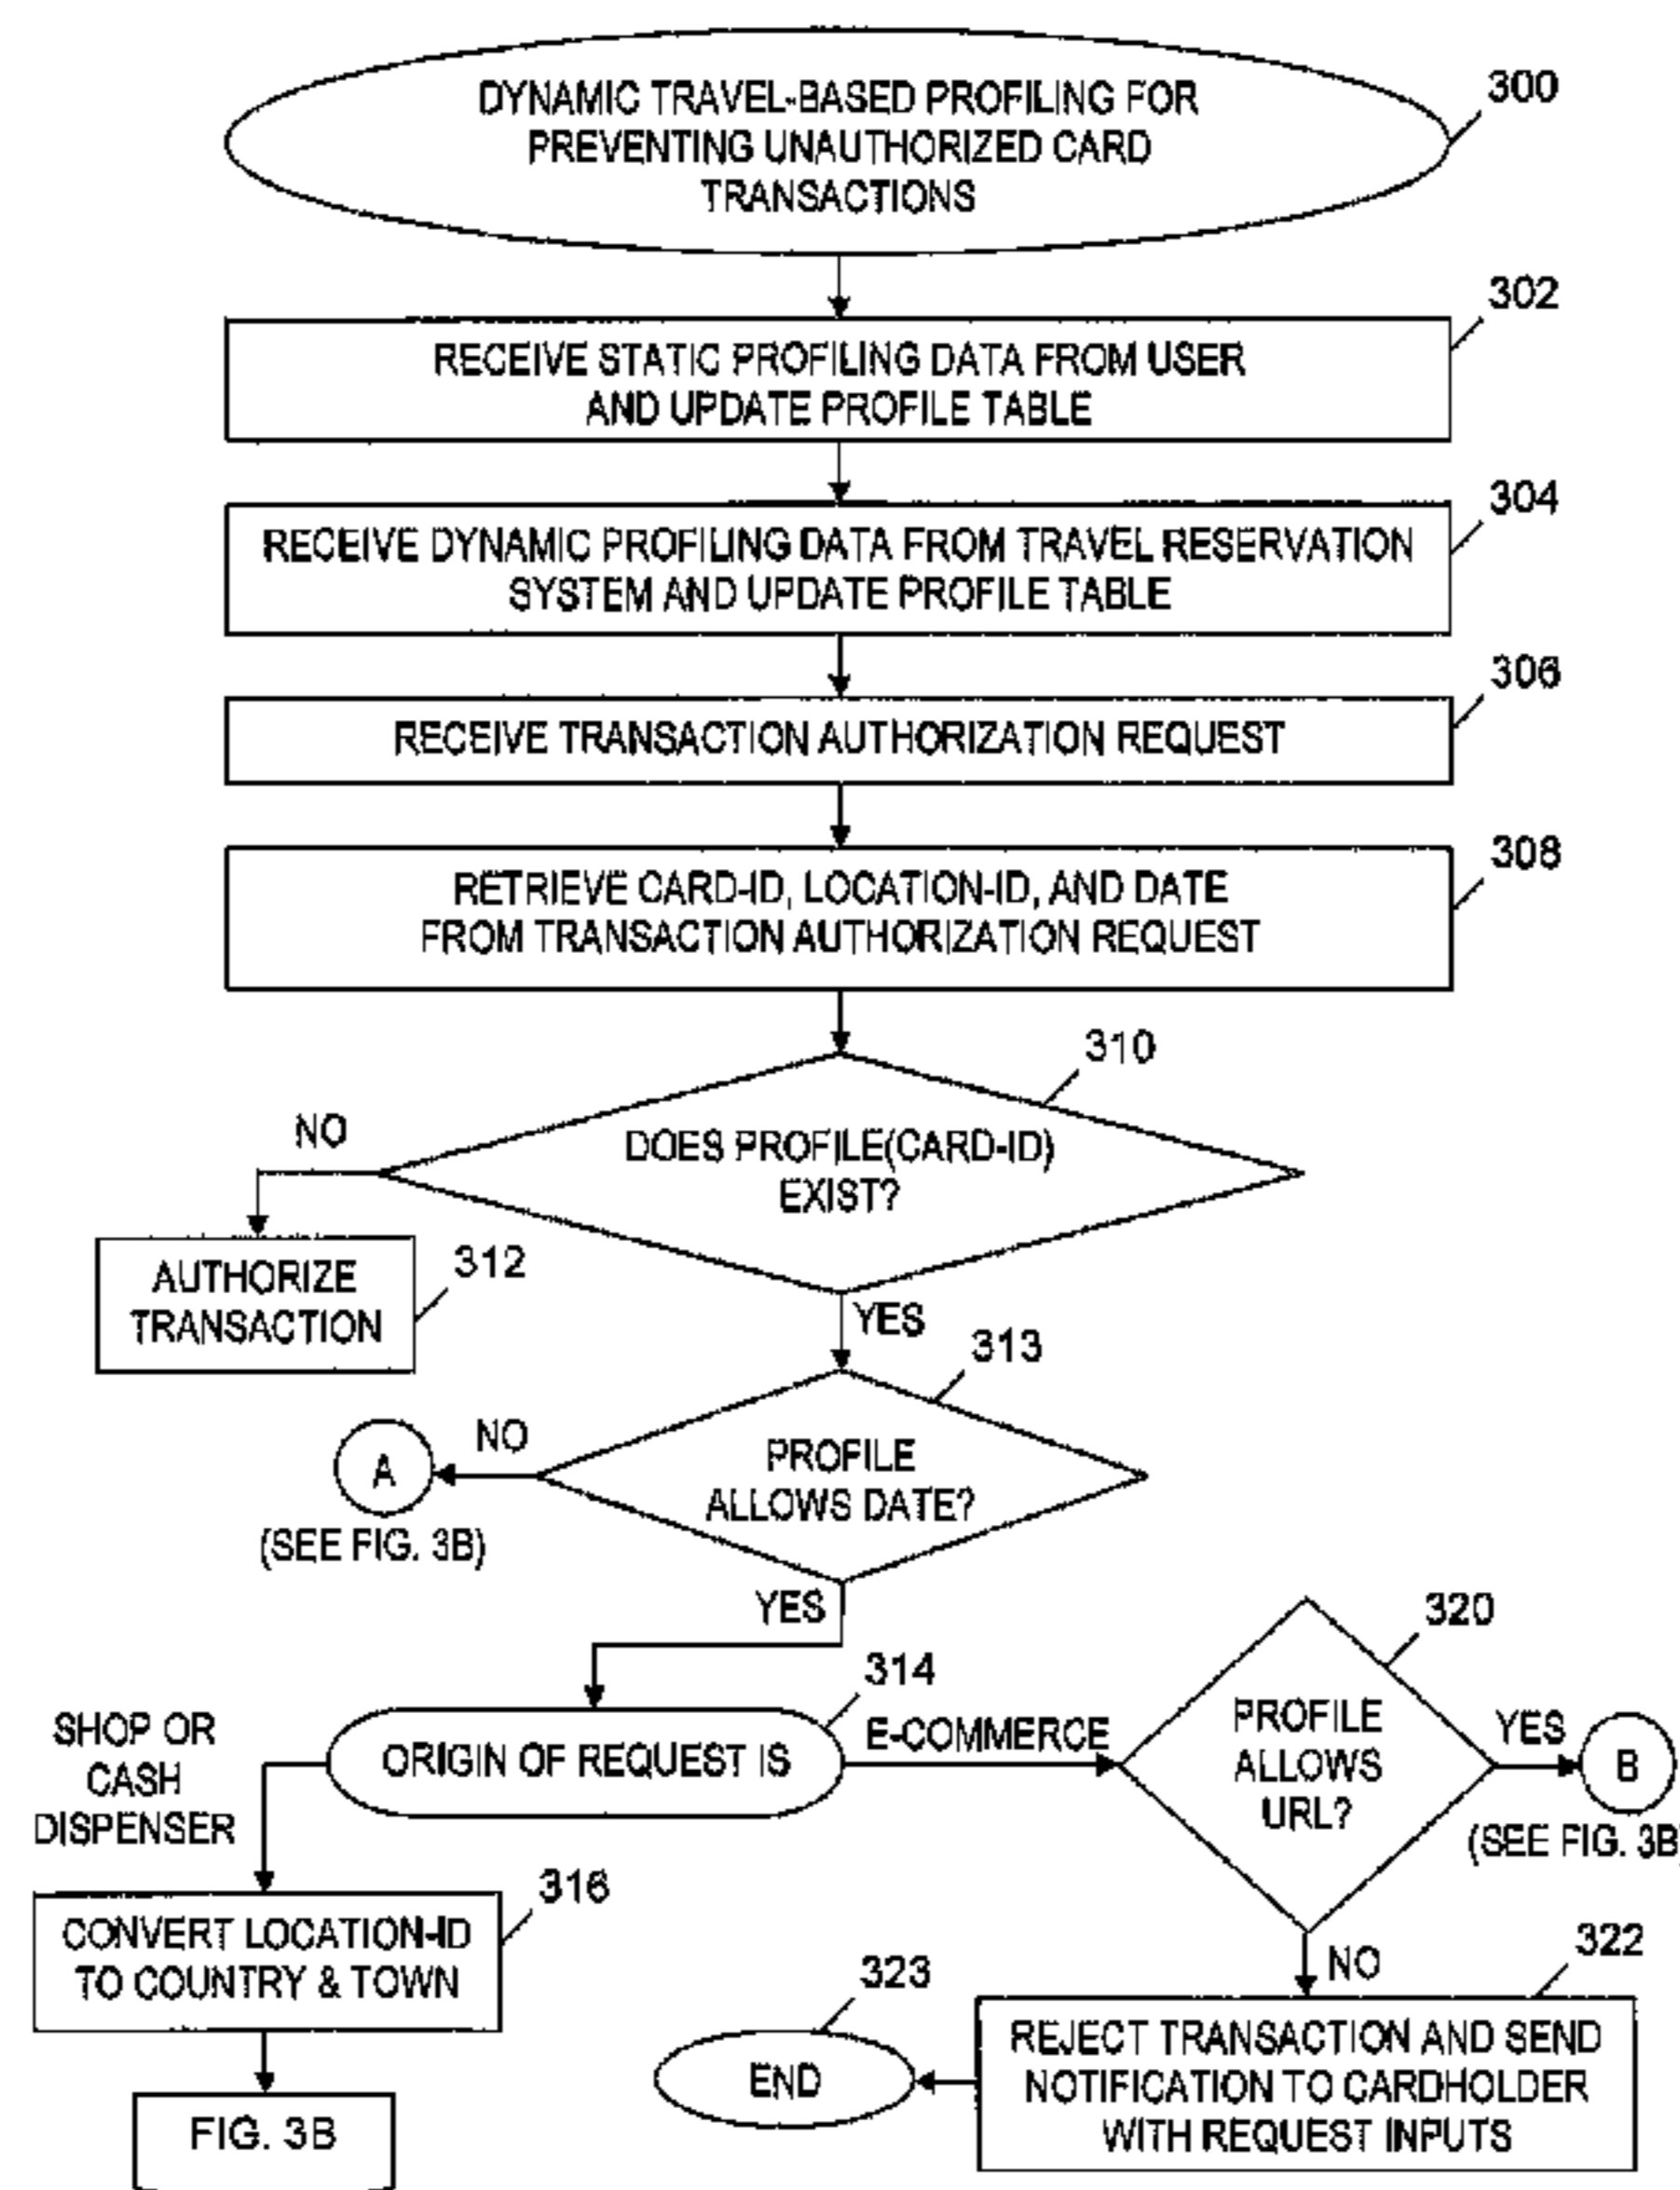 DYNAMIC TRAVEL-BASED PROFILING FOR
PREVENTING UNAUTHORIZED CARD
TRANSACTIONS
300
302
RECEIVE STATIC PROFILING DATA FROM USER
AND UPDATE PROFILE TABLE
304
RECEIVE DYNAMIC PROFILING DATA FROM TRAVEL RESERVATION
SYSTEM AND UPDATE PROFILE TABLE
306
RECEIVE TRANSACTION AUTHORIZATION REQUEST
308
RETRIEVE CARD-ID, LOCATION-ID, AND DATE
FROM TRANSACTION AUTHORIZATION REQUEST
310
NO
DOES PROFILE(CARD-ID)
EXIST?
312
AUTHORIZE
TRANSACTION
YES
313
NO
A
(SEE FIG. 3B)
PROFILE
ALLOWS DATE?
YES
320
314
SHOP OR
CASH
DISPENSER
ORIGIN OF REQUEST IS
E-COMMERCE
PROFILE
ALLOWS
URL?
YES
B
(SEE FIG. 3B
316
CONVERT LOCATION-ID
TO COUNTRY & TOWN
NO
322
323
END
REJECT TRANSACTION AND SEND
NOTIFICATION TO CARDHOLDER
WITH REQUEST INPUTS
FIG. 3B